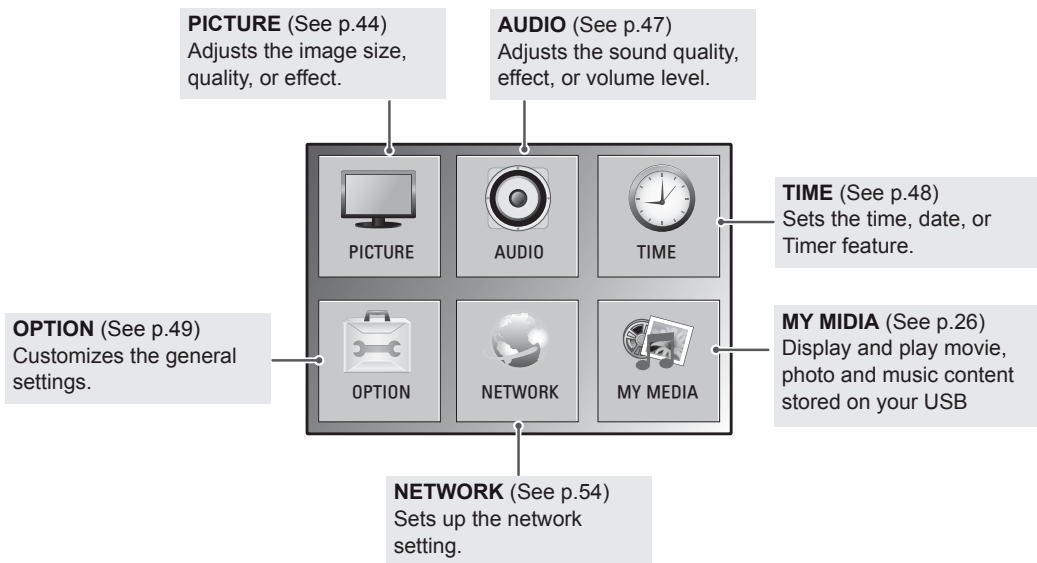 PICTURE (See p.44)
Adjusts the image size,
quality, or effect.
AUDIO (See p.47)
Adjusts the sound quality,
effect, or volume level.
PICTURE
AUDIO
TIME
TIME (See p.48)
Sets the time, date, or
Timer feature.
OPTION (See p.49)
Customizes the general
settings.
OPTION
NETWORK
MY MEDIA
MY MIDIA (See p.26)
Display and play movie,
photo and music content
stored on your USB
NETWORK (See p.54)
Sets up the network
setting.